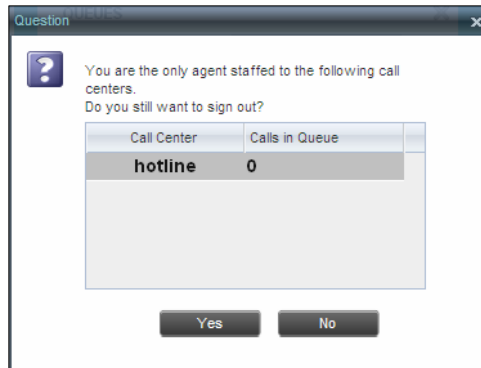 QUEUES
Question
You are the only agent staffed to the following call
centers.
Do you still want to sign out?
Call Center Calls in Queue
hotline 0
Yes No